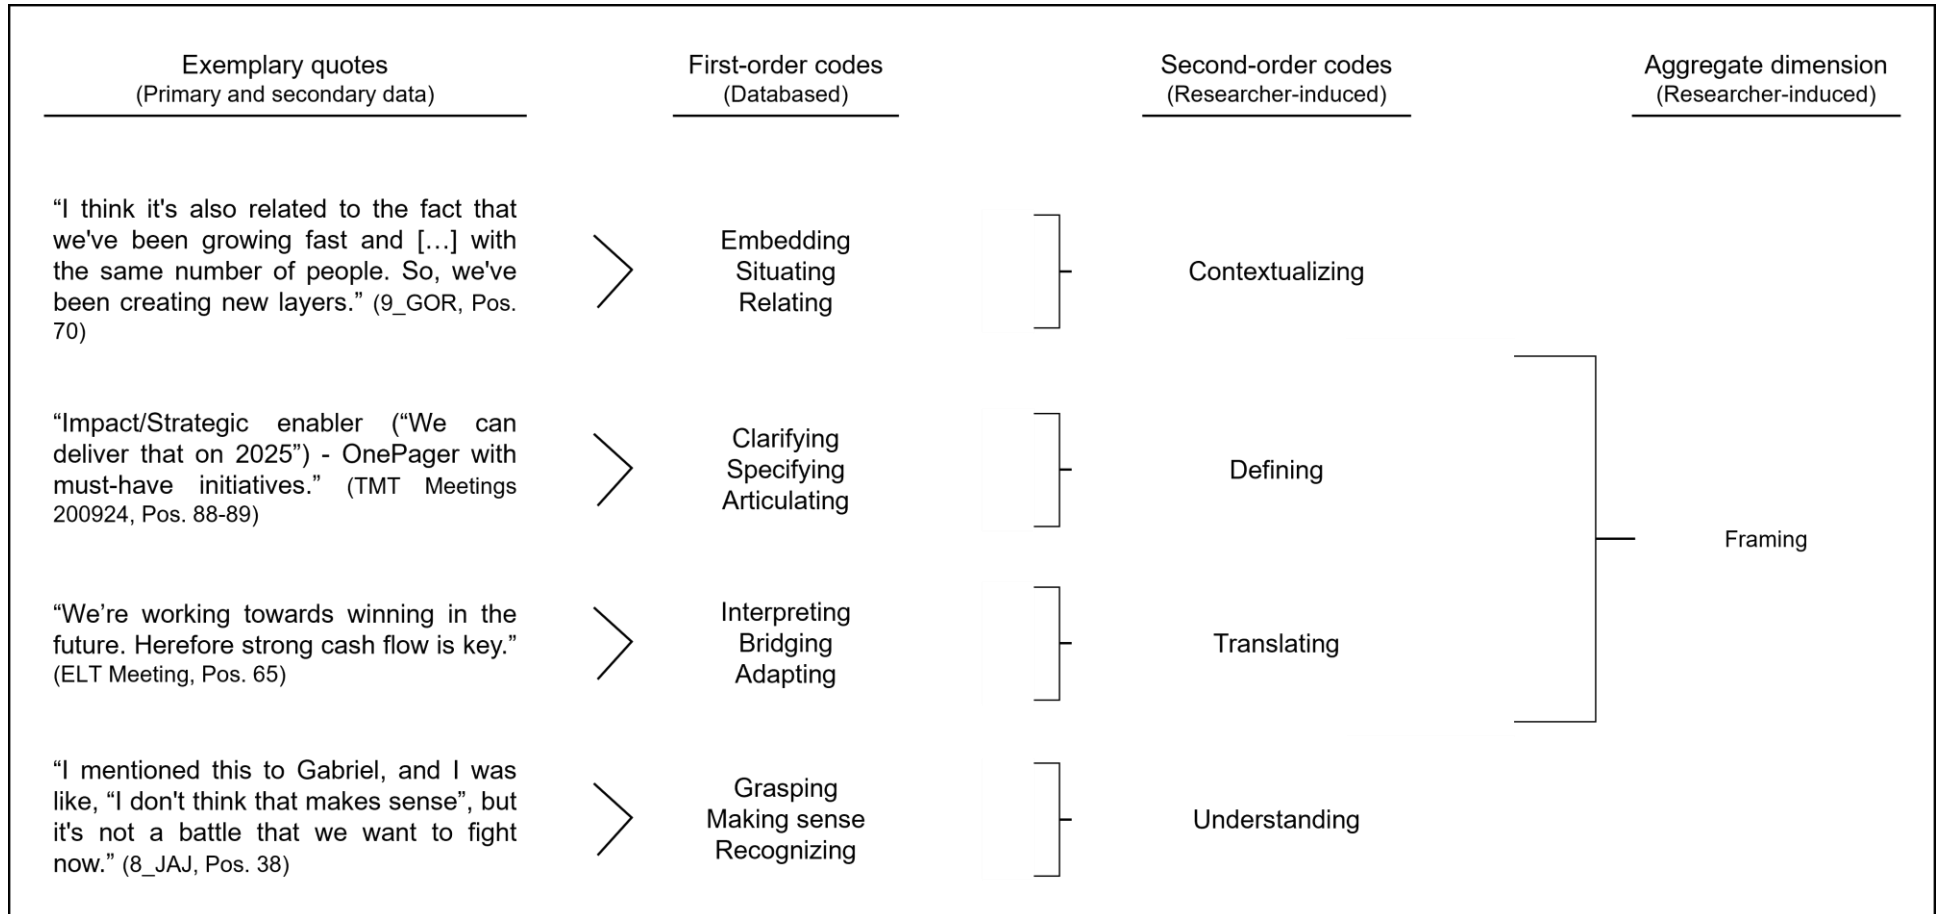 Exemplary quotes
(Primary and secondary data)
First-order codes
(Databased)
Second-order codes
(Researcher-induced)
Aggregate dimension
(Researcher-induced)
“I think it's also related to the fact that
we've been growing fast and […] with
the same number of people. So, we've
been creating new layers.” (9_GOR, Pos.
70)
Embedding
Situating
Relating
Contextualizing
“Impact/Strategic enabler (“We can
deliver that on 2025”) - OnePager with
must-have initiatives.” (TMT Meetings
200924, Pos. 88-89)
Clarifying
Specifying
Articulating
Defining
Framing
“We’re working towards winning in the
future. Herefore strong cash flow is key.”
(ELT Meeting, Pos. 65)
Interpreting
Bridging
Adapting
Translating
“I mentioned this to Gabriel, and I was
like, “I don't think that makes sense”, but
it's not a battle that we want to fight
now.” (8_JAJ, Pos. 38)
Grasping
Making sense
Recognizing
Understanding